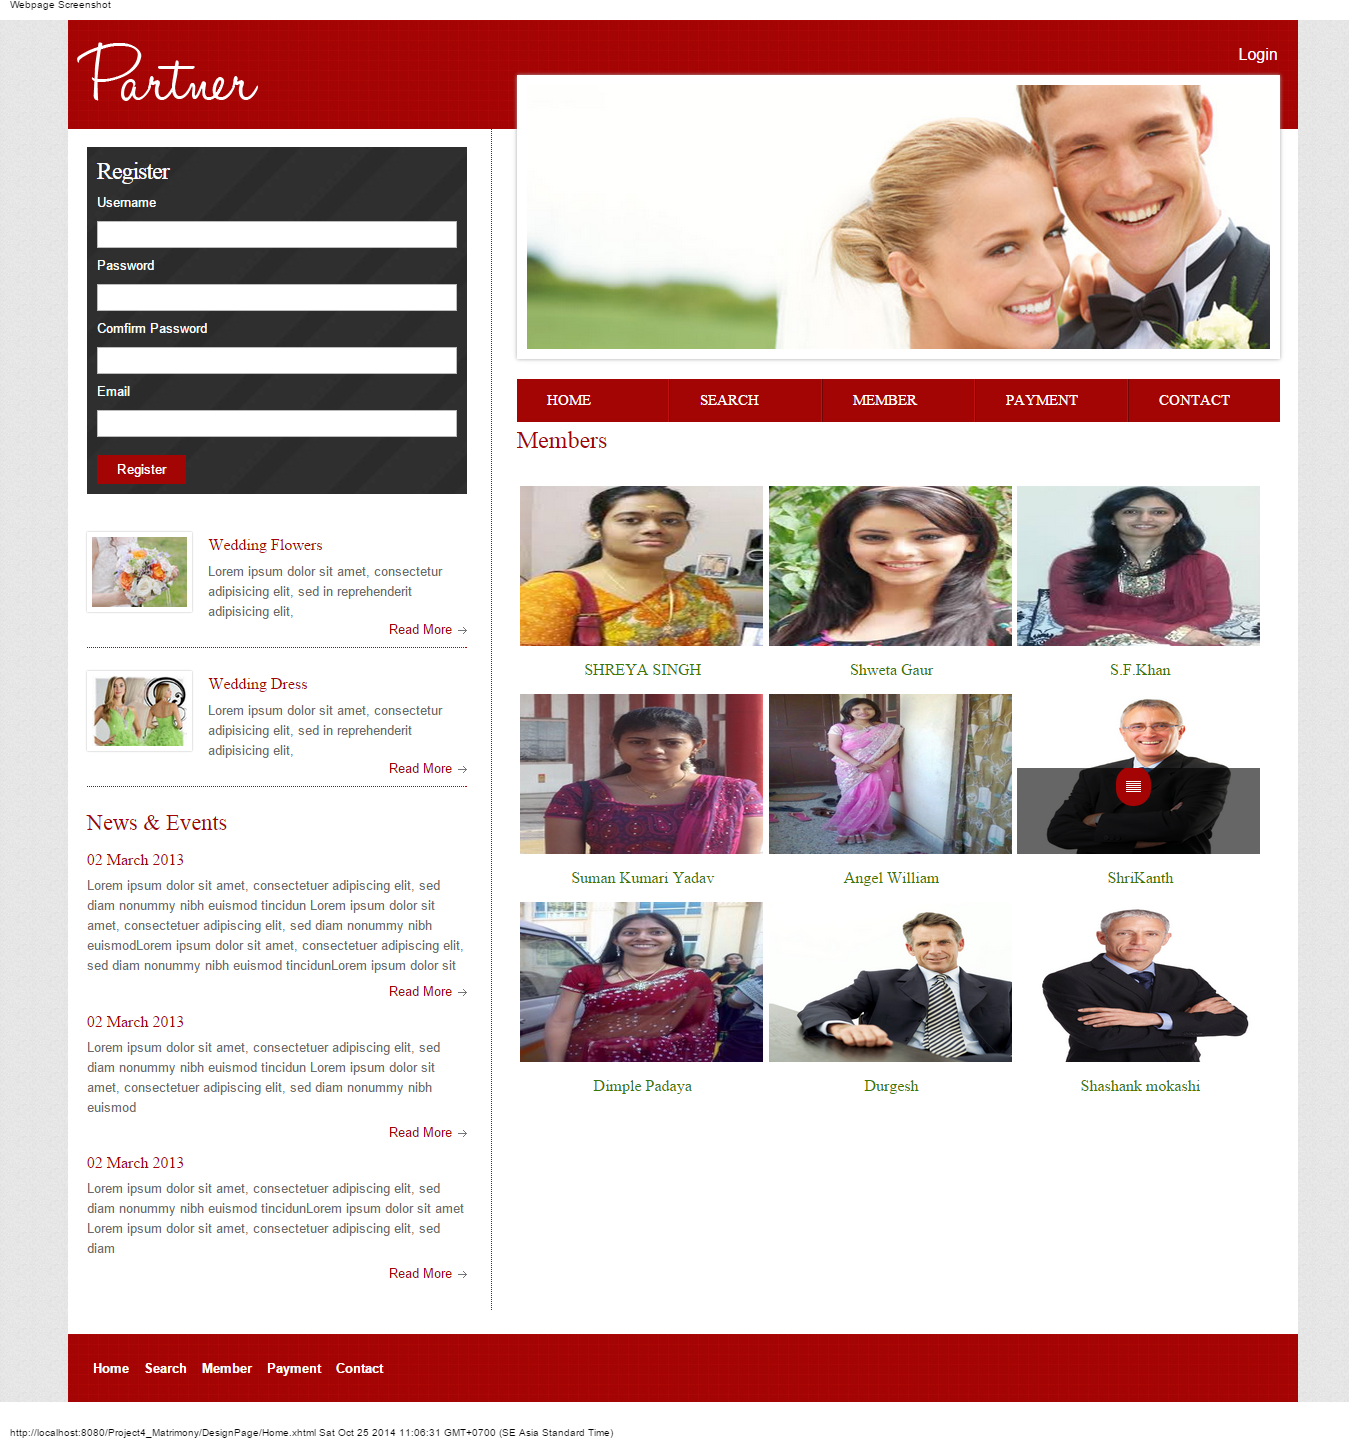 Webpage Screenshot
Partner
Login
Register
Username
Password
Comfirm Password
Email
Register
Wedding Flowers
Lorem ipsum dolor sit amet, consectetur
adipisicing elit, sed in reprehenderit
adipisicing elit,
Read More
Wedding Dress
Lorem ipsum dolor sit amet, consectetur
adipisicing elit, sed in reprehenderit
adipisicing elit,
Read More
News & Events
02 March 2013
Lorem ipsum dolor sit amet, consectetuer adipiscing elit, sed
diam nonummy nibh euismod tincidun Lorem ipsum dolor sit
amet, consectetuer adipiscing elit, sed diam nonummy nibh
euismodLorem ipsum dolor sit amet, consectetuer adipiscing elit,
sed diam nonummy nibh euismod tincidunLorem ipsum dolor sit
Read More
02 March 2013
Lorem ipsum dolor sit amet, consectetuer adipiscing elit, sed
diam nonummy nibh euismod tincidun Lorem ipsum dolor sit
amet, consectetuer adipiscing elit, sed diam nonummy nibh
euismod
Read More
02 March 2013
Lorem ipsum dolor sit amet, consectetuer adipiscing elit, sed
diam nonummy nibh euismod tincidunLorem ipsum dolor sit amet
Lorem ipsum dolor sit amet, consectetuer adipiscing elit, sed
diam
Read More
HOME SEARCH MEMBER PAYMENT CONTACT
Members
SHREYA SINGH Shweta Gaur S.F.Khan
Suman Kumari Yadav Angel William ShriKanth
Dimple Padaya Durgesh Shashank mokashi
Home Search Member Payment Contact
http://localhost:8080/Project4_Matrimony/DesignPage/Home.xhtml Sat Oct 25 2014 11:06:31 GMT+0700 (SE Asia Standard Time)